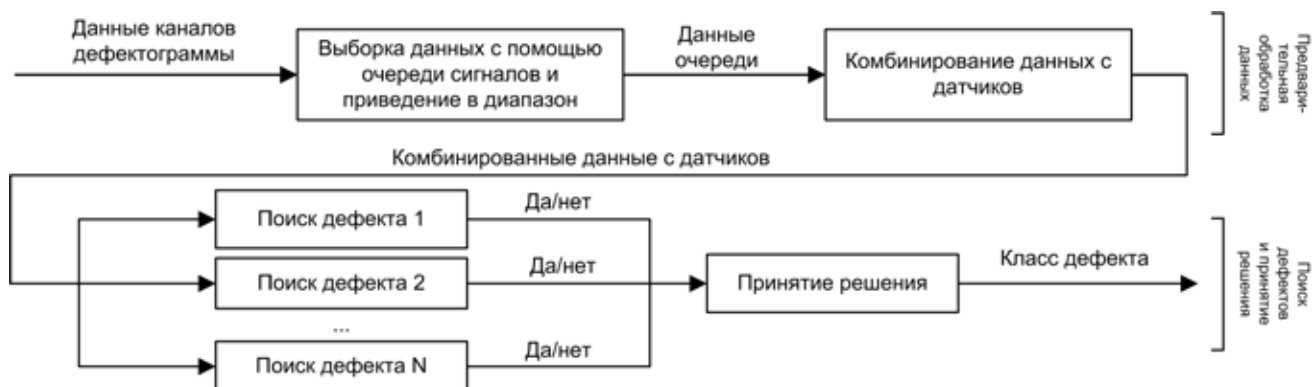 Данные каналов
дефектограммы
Выборка данных с помощью
очереди сигналов и
приведение в диапазон
Данные
очереди
Комбинирование данных с
датчиков
Предвари-
тельная
обработка
данных
Комбинированные данные с датчиков
Поиск дефекта 1
Да/нет
Поиск дефекта 2
Да/нет
...
Поиск дефекта N
Да/нет
Принятие решения
Класс дефекта
Поиск
дефектов
и принятие
решения